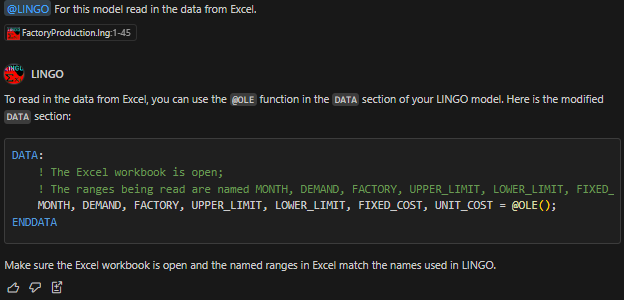 @LINGO For this model read in the data from Excel.
FactoryProduction.lng:1-45
LINGO
To read in the data from Excel, you can use the @OLE function in the DATA section of your LINGO model. Here is the modified
DATA section:
DATA:
! The Excel workbook is open;
! The ranges being read are named MONTH, DEMAND, FACTORY, UPPER_LIMIT, LOWER_LIMIT, FIXED_
MONTH, DEMAND, FACTORY, UPPER_LIMIT, LOWER_LIMIT, FIXED_COST, UNIT_COST = @OLE();
ENDDATA
Make sure the Excel workbook is open and the named ranges in Excel match the names used in LINGO.